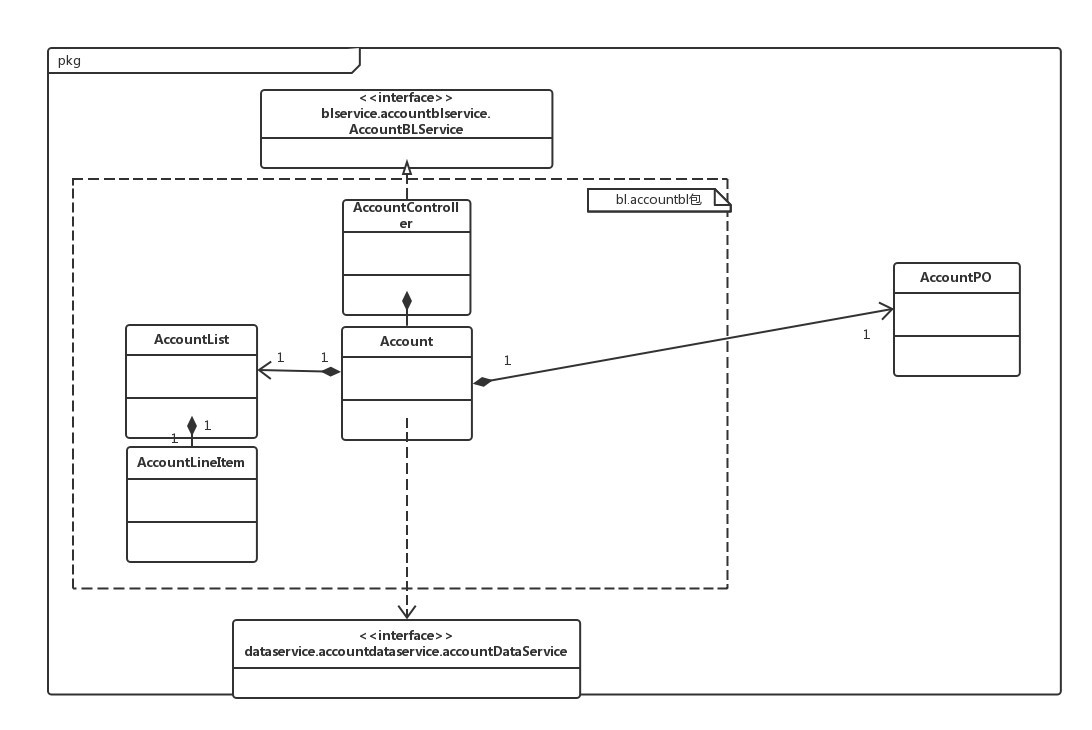 pkg
<<interface>>
blservice.accountblservice.
AccountBLService
bl.accountbl包
AccountControll
er
AccountPO
AccountList
Account
1
1
1
1
1
1
AccountLineItem
<<interface>>
dataservice.accountdataservice.accountDataService